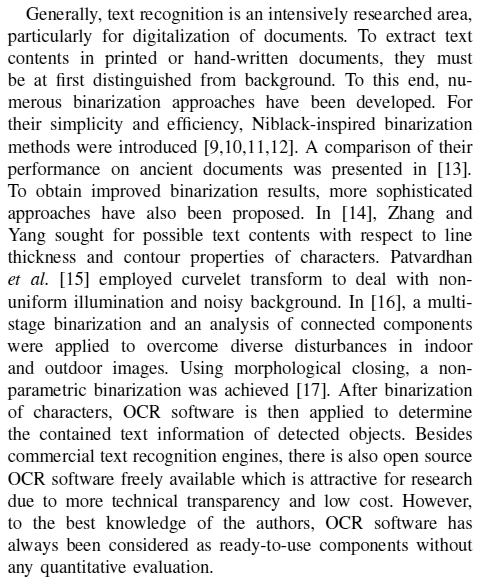 Generally, text recognition is an intensively researched area,
particularly for digitalization of documents. To extract text
contents in printed or hand-written documents, they must
be at first distinguished from background. To this end, nu-
merous binarization approaches have been developed. For
their simplicity and efficiency, Niblack-inspired binarization
methods were introduced [9,10,11,12]. A comparison of their
performance on ancient documents was presented in [13].
To obtain improved binarization results, more sophisticated
approaches have also been proposed. In [14], Zhang and
Yang sought for possible text contents with respect to line
thickness and contour properties of characters. Patvardhan
et al. [15] employed curvelet transform to deal with non-
uniform illumination and noisy background. In [16], a multi-
stage binarization and an analysis of connected components
were applied to overcome diverse disturbances in indoor
and outdoor images. Using morphological closing, a non-
parametric binarization was achieved [17]. After binarization
of characters, OCR software is then applied to determine
the contained text information of detected objects. Besides
commercial text recognition engines, there is also open source
OCR software freely available which is attractive for research
due to more technical transparency and low cost. However,
to the best knowledge of the authors, OCR software has
always been considered as ready-to-use components without
any quantitative evaluation.